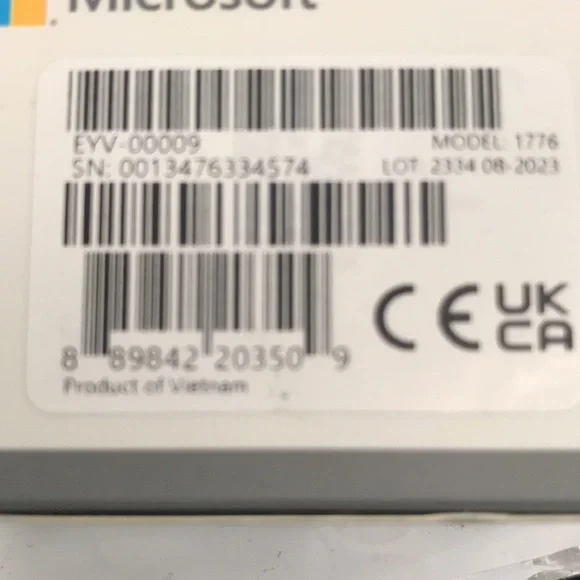 Microsoft
EYV-00009
MODEL: 1776
SN: 0013476334574
LOT: 2334 08-2023
8 89842 20350 9
Product of Vietnam
CE
UK
CA